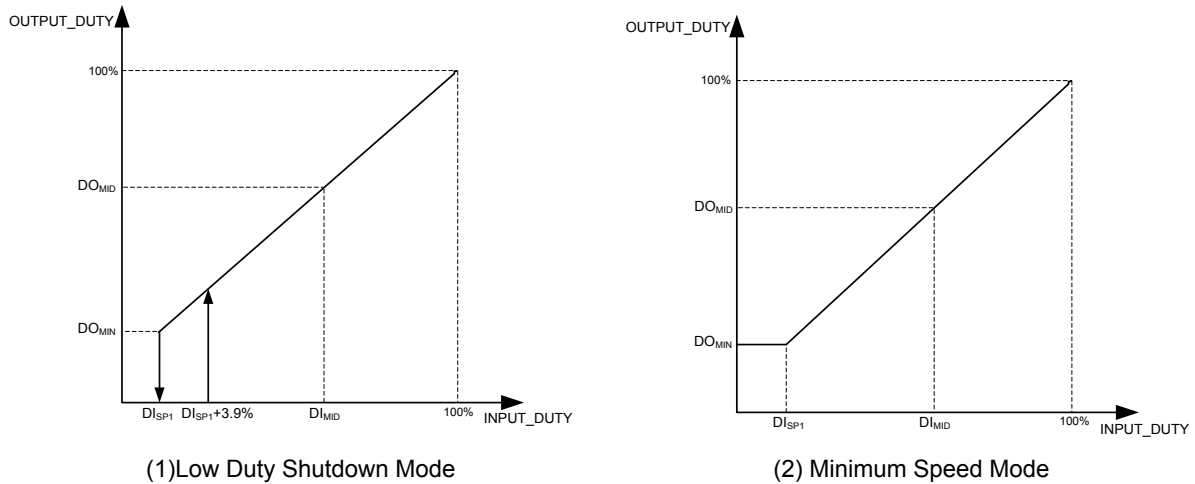 OUTPUT_DUTY
100%
DOMID
DOMIN
DISP1
DISP1+3.9%
DIMID
100%
INPUT_DUTY
(1)Low Duty Shutdown Mode
OUTPUT_DUTY
100%
DOMID
DOMIN
DISP1
DIMID
100%
INPUT_DUTY
(2) Minimum Speed Mode